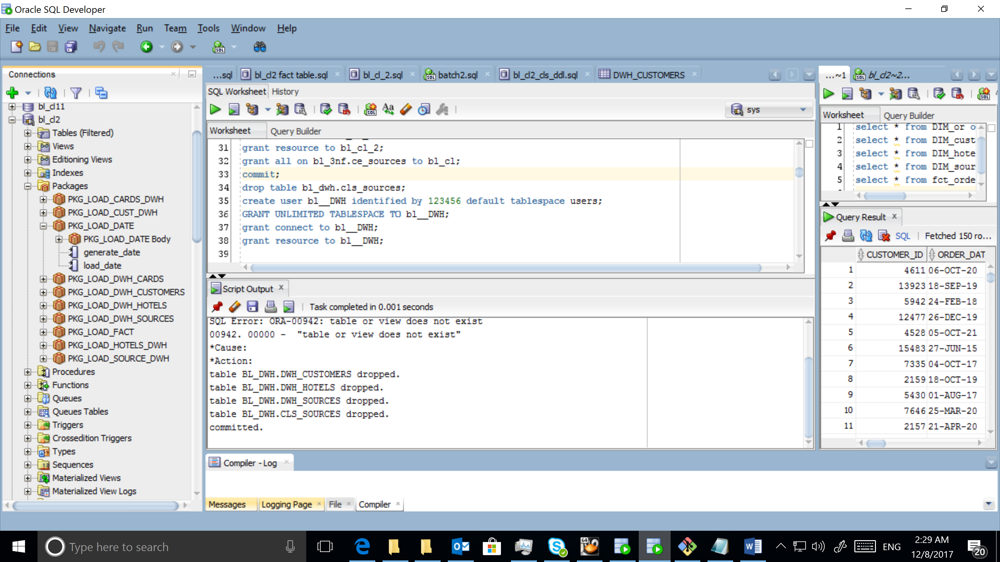 Oracle SQL Developer
File Edit View Navigate Run Team Tools Window Help
Connections
bl_cl11
bl_cl2
Tables (Filtered)
Views
Editioning Views
Indexes
Packages
PKG_LOAD_CARDS_DWH
PKG_LOAD_CUST_DWH
PKG_LOAD_DATE
PKG_LOAD_DATE Body
generate_date
load_date
PKG_LOAD_DWH_CARDS
PKG_LOAD_DWH_CUSTOMERS
PKG_LOAD_DWH_HOTELS
PKG_LOAD_DWH_SOURCES
PKG_LOAD_FACT
PKG_LOAD_HOTELS_DWH
PKG_LOAD_SOURCE_DWH
Procedures
Functions
Queues
Queues Tables
Triggers
Crossedition Triggers
Types
Sequences
Materialized Views
Materialized View Logs
...sql bl_cl2 fact table.sql bl_cl_2.sql batch2.sql bl_cl2_cls_ddl.sql DWH_CUSTOMERS
SQL Worksheet History
sys
Worksheet Query Builder
31 grant resource to bl_cl_2;
32 grant all on bl_3nf.ce_sources to bl_cl;
33 commit;
34 drop table bl_dwh.cls_sources;
35 create user bl__DWH identified by 123456 default tablespace users;
36 GRANT UNLIMITED TABLESPACE TO bl__DWH;
37 grant connect to bl__DWH;
38 grant resource to bl__DWH;
39
Script Output
Task completed in 0.001 seconds
SQL Error: ORA-00942: table or view does not exist
00942. 00000 - "table or view does not exist"
*Cause:
*Action:
table BL_DWH.DWH_CUSTOMERS dropped.
table BL_DWH.DWH_HOTELS dropped.
table BL_DWH.DWH_SOURCES dropped.
table BL_DWH.CLS_SOURCES dropped.
committed.
Compiler - Log
Messages Logging Page File Compiler
...~1 bl_cl2~2...
Worksheet Query Builder
1 select * from DIM_or o
2 select * from DIM_cust
3 select * from DIM_hote
4 select * from DIM_sour
5 select * from fct_orde
Query Result
SQL Fetched 150 ro...
CUSTOMER_ID ORDER_DAT
1 4611 06-OCT-20
2 13923 18-SEP-19
3 5942 24-FEB-18
4 12477 26-DEC-19
5 4528 05-OCT-21
6 15483 27-JUN-15
7 7335 04-OCT-17
8 2159 18-OCT-19
9 5430 01-AUG-17
10 7646 25-MAR-20
11 2157 21-APR-20
Type here to search
ENG
2:29 AM
12/8/2017
20